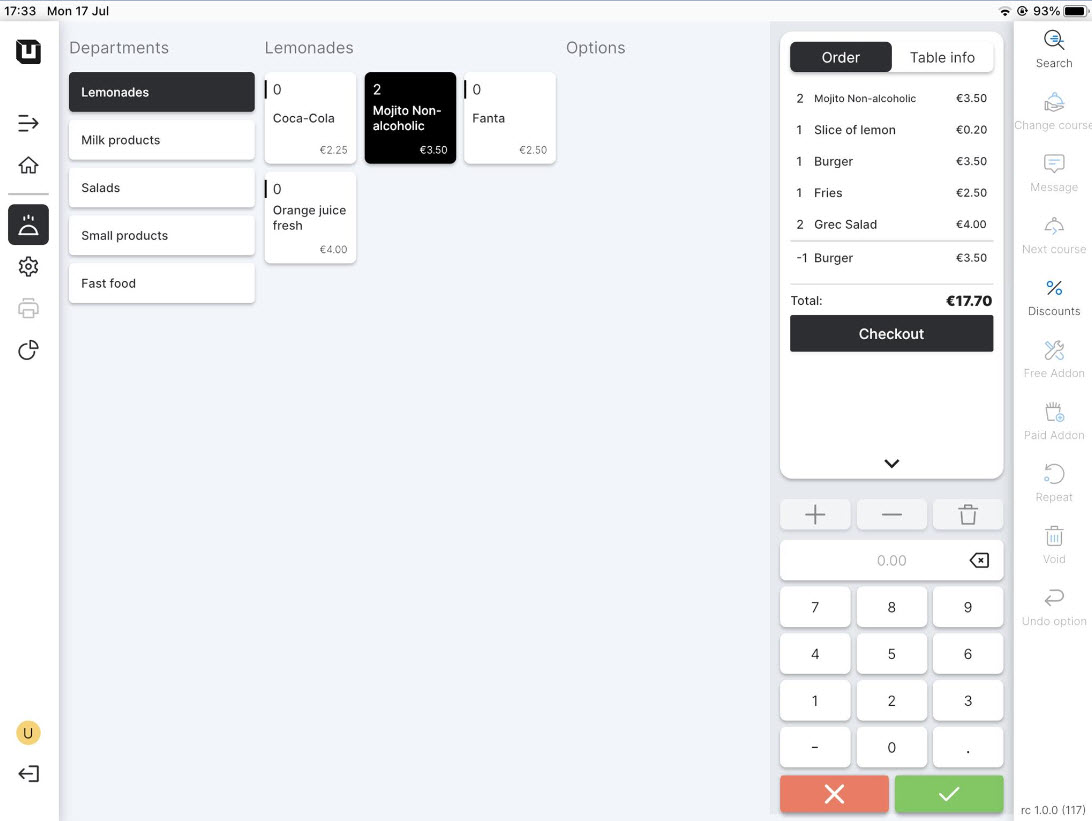 17:33 Mon 17 Jul
93%
Departments
Lemonades
Milk products
Salads
Small products
Fast food
Lemonades
0
Coca-Cola
€2.25
2
Mojito Non-
alcoholic
€3.50
0
Fanta
€2.50
0
Orange juice
fresh
€4.00
Options
Order
Table info
2 Mojito Non-alcoholic €3.50
1 Slice of lemon €0.20
1 Burger €3.50
1 Fries €2.50
2 Grec Salad €4.00
-1 Burger €3.50
Total: €17.70
Checkout
0.00
7 8 9
4 5 6
1 2 3
- 0 .
Search
Change course
Message
Next course
Discounts
Free Addon
Paid Addon
Repeat
Void
Undo option
rc 1.0.0 (117)
U